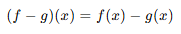 (f − g)(x) = f(x) − g(x)